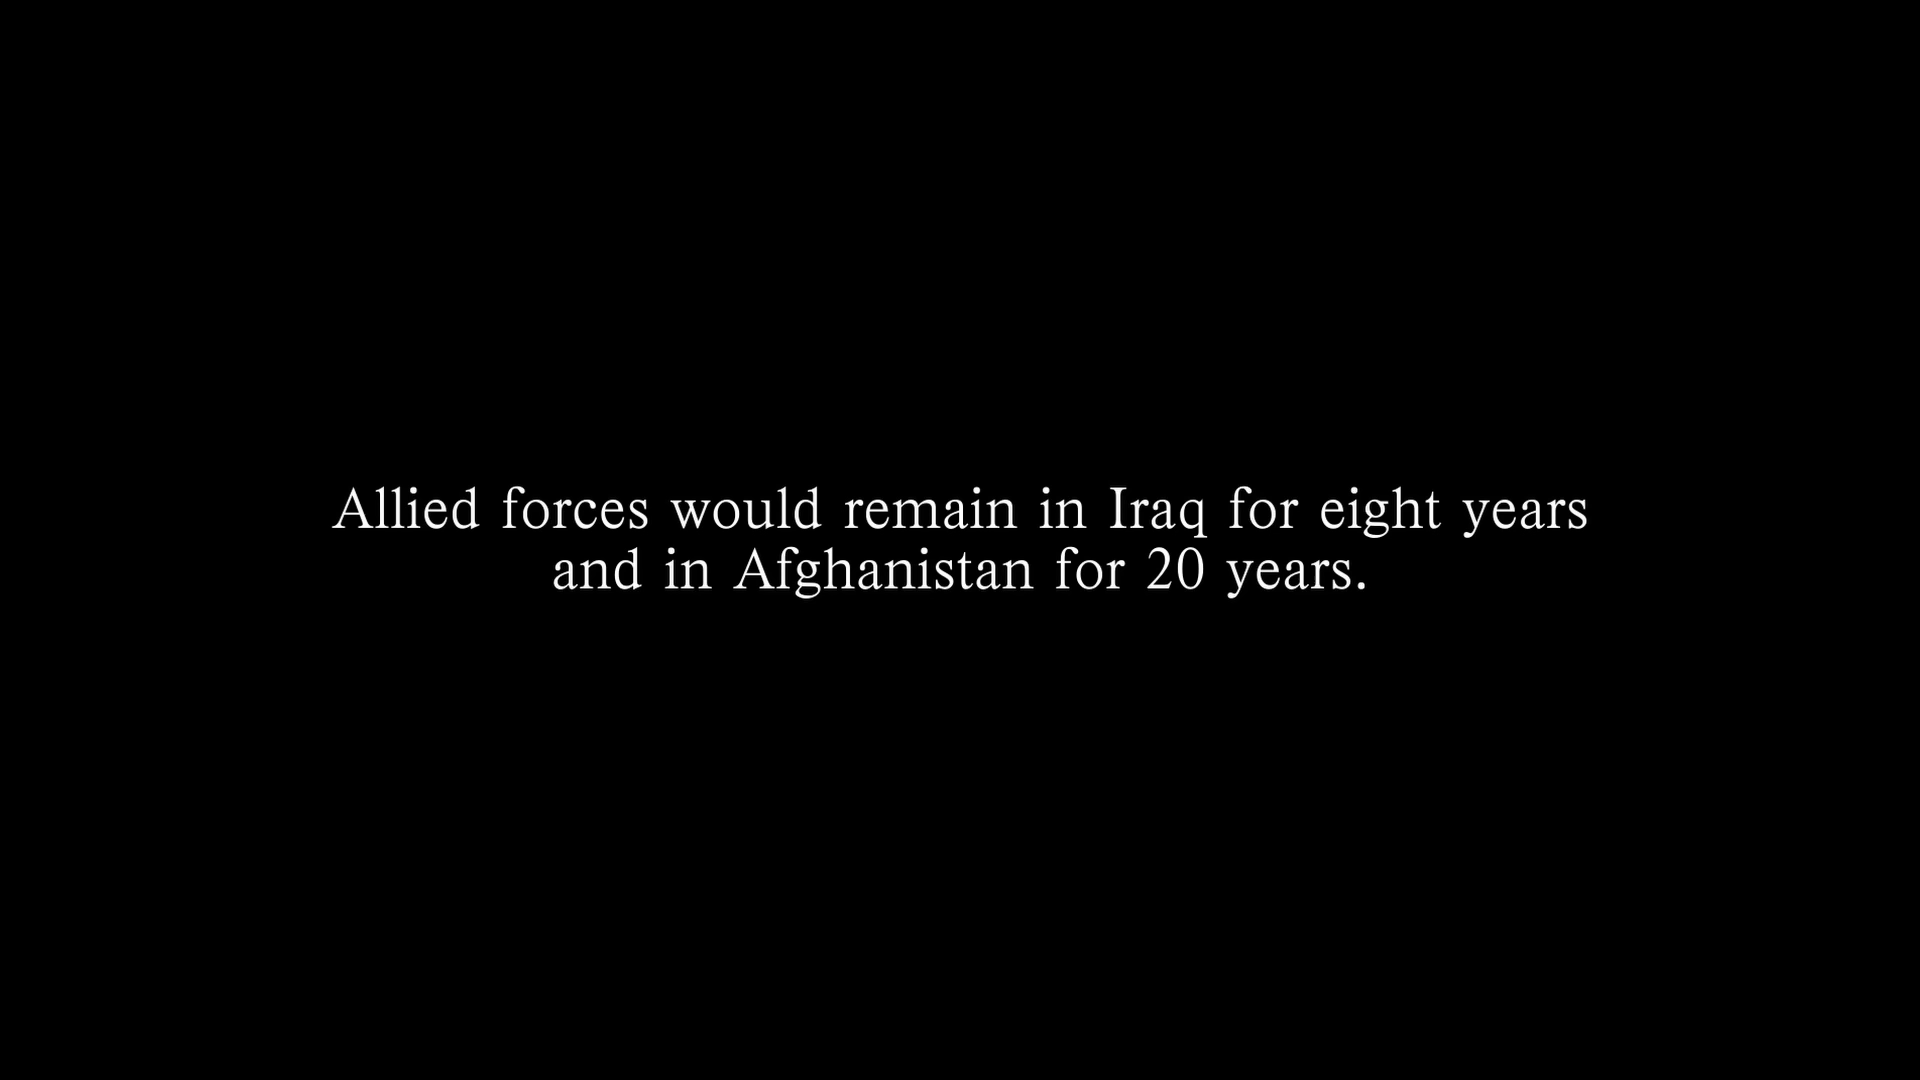 Allied forces would remain in Iraq for eight years
and in Afghanistan for 20 years.